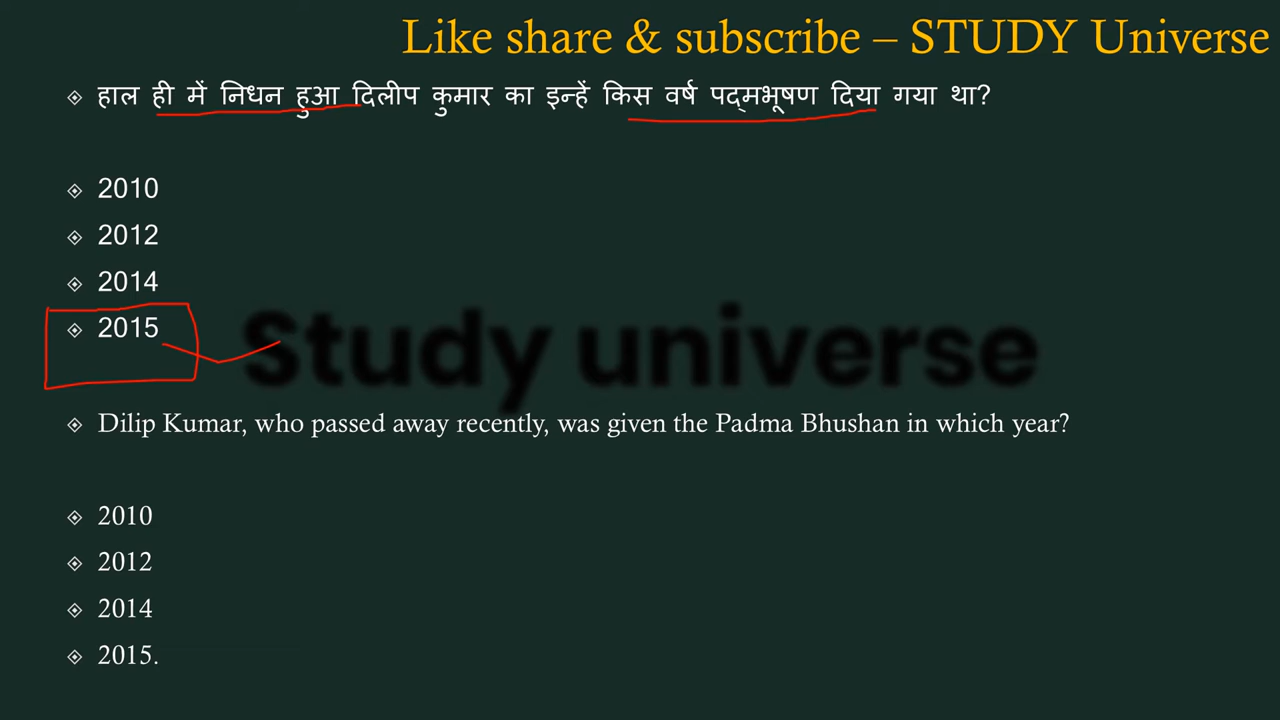 Like share & subscribe – STUDY Universe
हाल ही में निधन हुआ दिलीप कुमार का इन्हें किस वर्ष पद्मभूषण दिया गया था?
2010
2012
2014
2015
Study universe
Dilip Kumar, who passed away recently, was given the Padma Bhushan in which year?
2010
2012
2014
2015.